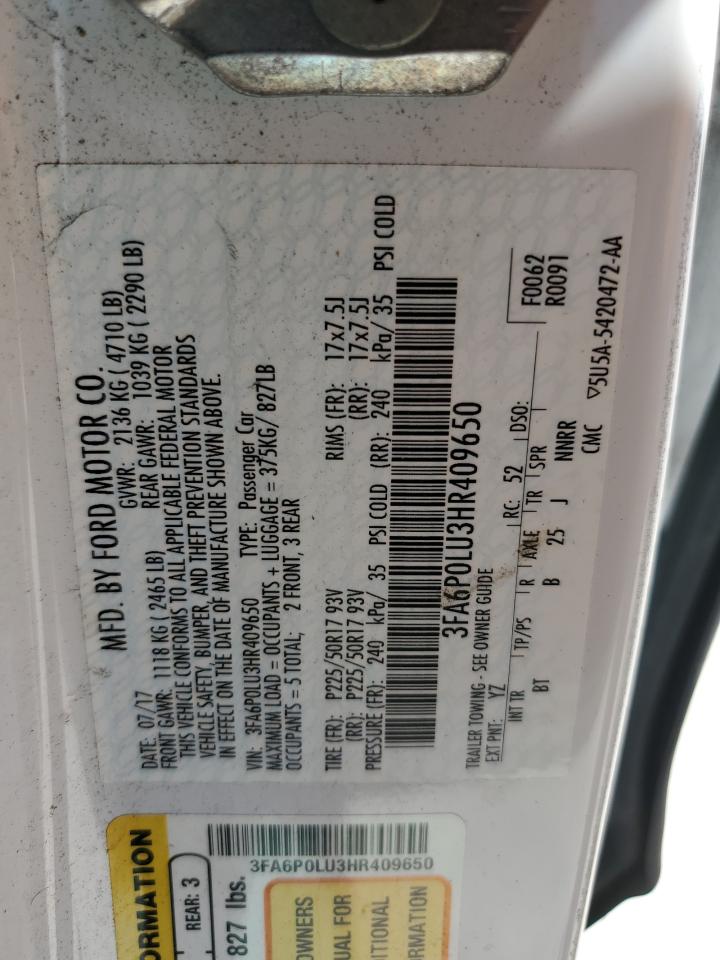 MFD. BY FORD MOTOR CO.
DATE: 07/17 GVWR: 2136 KG ( 4710 LB)
FRONT GAWR: 1118 KG ( 2465 LB) REAR GAWR: 1039 KG ( 2290 LB)
THIS VEHICLE CONFORMS TO ALL APPLICABLE FEDERAL MOTOR
VEHICLE SAFETY, BUMPER, AND THEFT PREVENTION STANDARDS
IN EFFECT ON THE DATE OF MANUFACTURE SHOWN ABOVE.
VIN: 3FA6P0LU3HR409650 TYPE: Passenger Car
MAXIMUM LOAD = OCCUPANTS + LUGGAGE = 375KG/ 827LB
OCCUPANTS = 5 TOTAL; 2 FRONT, 3 REAR
TIRE (FR): P225/50R17 93V RIMS (FR): 17x7.5J
(RR): P225/50R17 93V (RR): 17x7.5J
PRESSURE (FR): 240 kPa/ 35 PSI COLD (RR): 240 kPa/ 35 PSI COLD
3FA6P0LU3HR409650
TRAILER TOWING - SEE OWNER GUIDE
EXT PNT: YZ RC: 52 DSO: F0062
R0091
INT TR TP/PS R AXLE TR SPR
BT B 25 J NNRR
CMC
▽5U5A-5420472-AA
ORMATION
REAR: 3
827 lbs.
3FA6P0LU3HR409650
OWNERS
UAL FOR
ITIONAL
RMATION